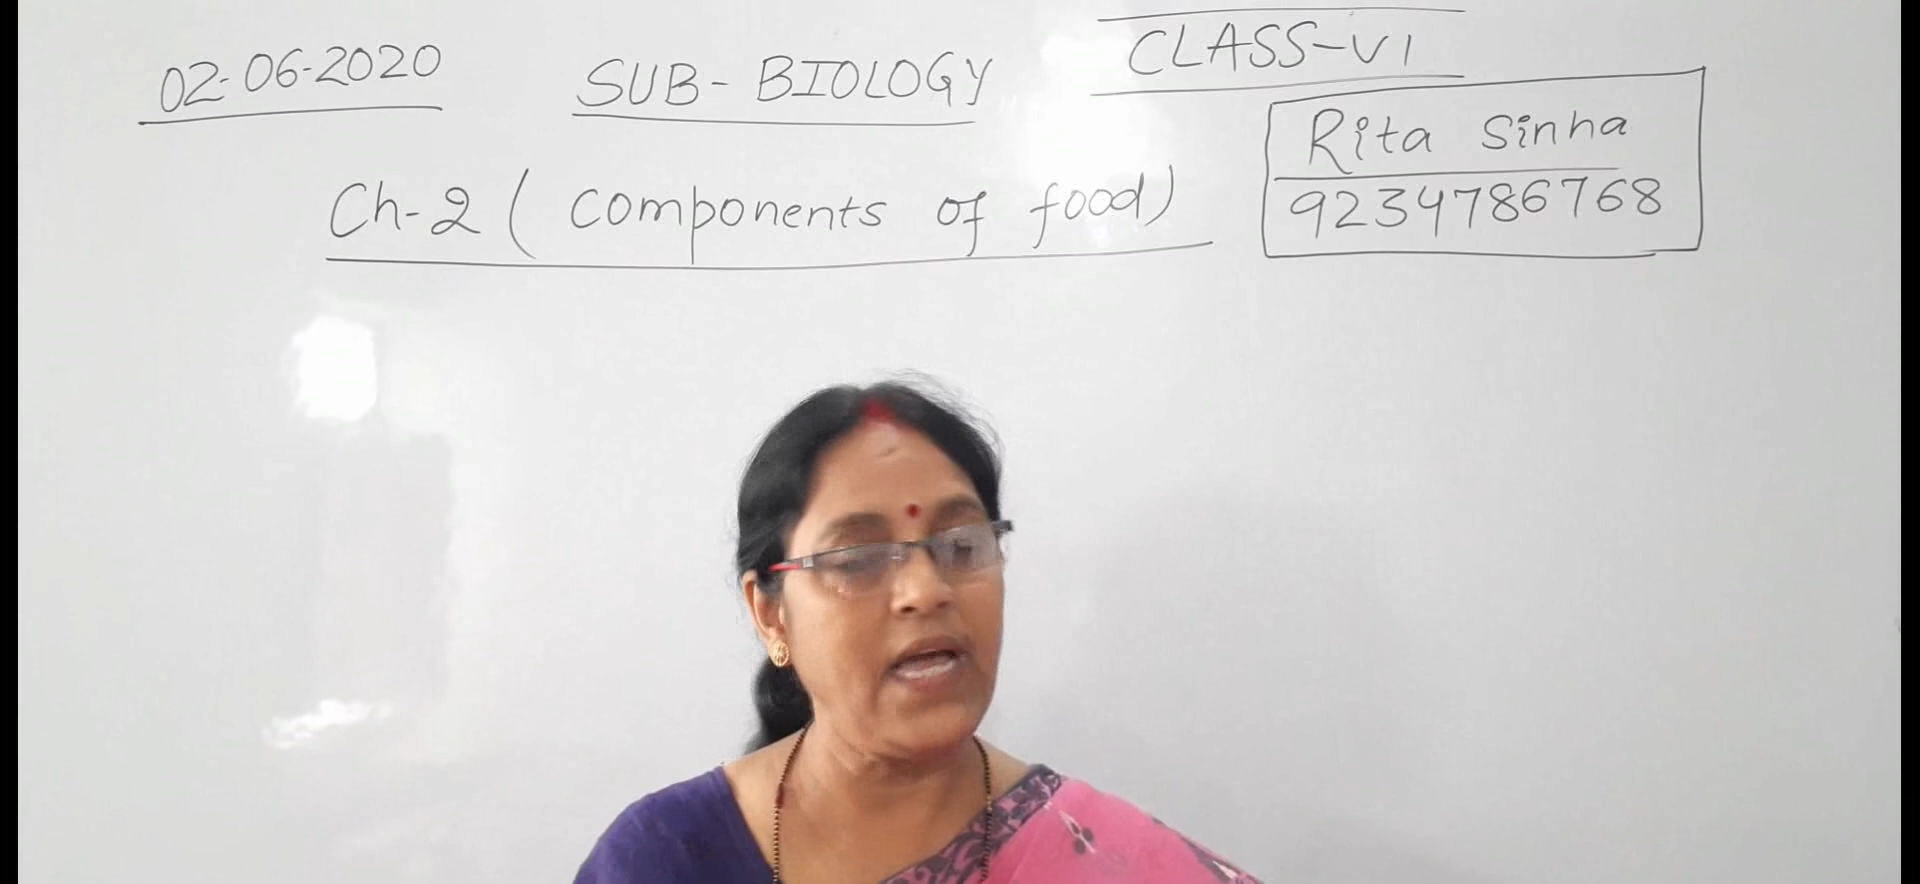 02-06-2020 SUB- BIOLOGY CLASS-VI
Rita Sinha
9234786768
Ch-2 ( components of food)